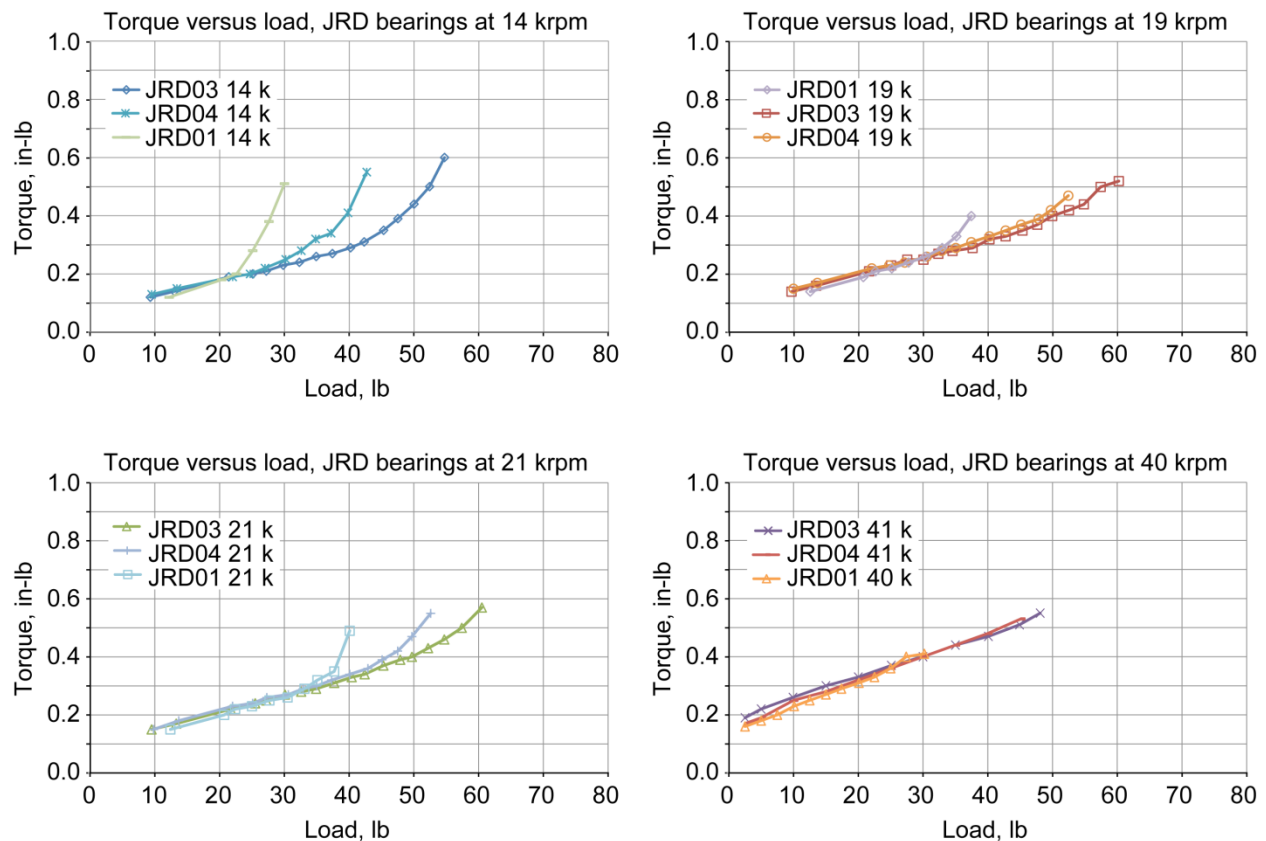 Torque versus load, JRD bearings at 14 krpm
1.0
0.8
0.6
0.4
0.2
0.0
Torque, in-lb
JRD03 14 k
JRD04 14 k
JRD01 14 k
0 10 20 30 40 50 60 70 80
Load, lb
Torque versus load, JRD bearings at 19 krpm
1.0
0.8
0.6
0.4
0.2
0.0
Torque, in-lb
JRD01 19 k
JRD03 19 k
JRD04 19 k
0 10 20 30 40 50 60 70 80
Load, lb
Torque versus load, JRD bearings at 21 krpm
1.0
0.8
0.6
0.4
0.2
0.0
Torque, in-lb
JRD03 21 k
JRD04 21 k
JRD01 21 k
0 10 20 30 40 50 60 70 80
Load, lb
Torque versus load, JRD bearings at 40 krpm
1.0
0.8
0.6
0.4
0.2
0.0
Torque, in-lb
JRD03 41 k
JRD04 41 k
JRD01 40 k
0 10 20 30 40 50 60 70 80
Load, lb